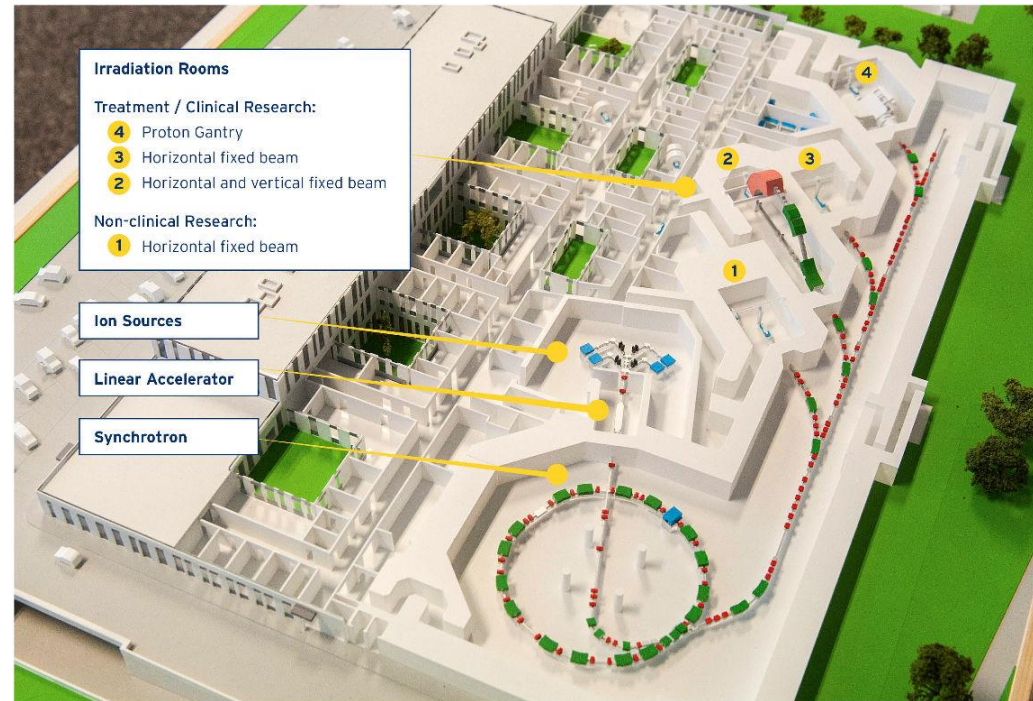 Irradiation Rooms
Treatment / Clinical Research:
4 Proton Gantry
3 Horizontal fixed beam
2 Horizontal and vertical fixed beam
Non-clinical Research:
1 Horizontal fixed beam
Ion Sources
Linear Accelerator
Synchrotron
4
2
3
1